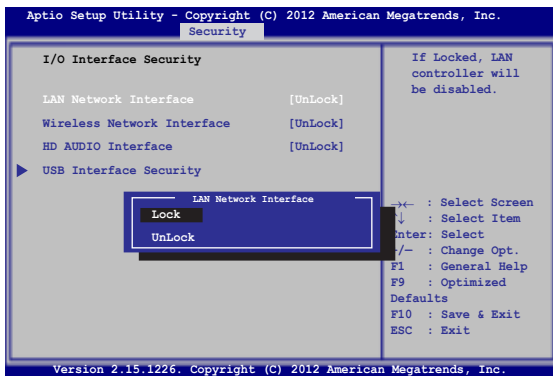 Aptio Setup Utility - Copyright (C) 2012 American Megatrends, Inc.
Security
I/O Interface Security
LAN Network Interface [UnLock]
Wireless Network Interface [UnLock]
HD AUDIO Interface [UnLock]
USB Interface Security
If Locked, LAN
controller will
be disabled.
LAN Network Interface
Lock
UnLock
→← : Select Screen
↑↓ : Select Item
Enter: Select
+/— : Change Opt.
F1 : General Help
F9 : Optimized
Defaults
F10 : Save & Exit
ESC : Exit
Version 2.15.1226. Copyright (C) 2012 American Megatrends, Inc.